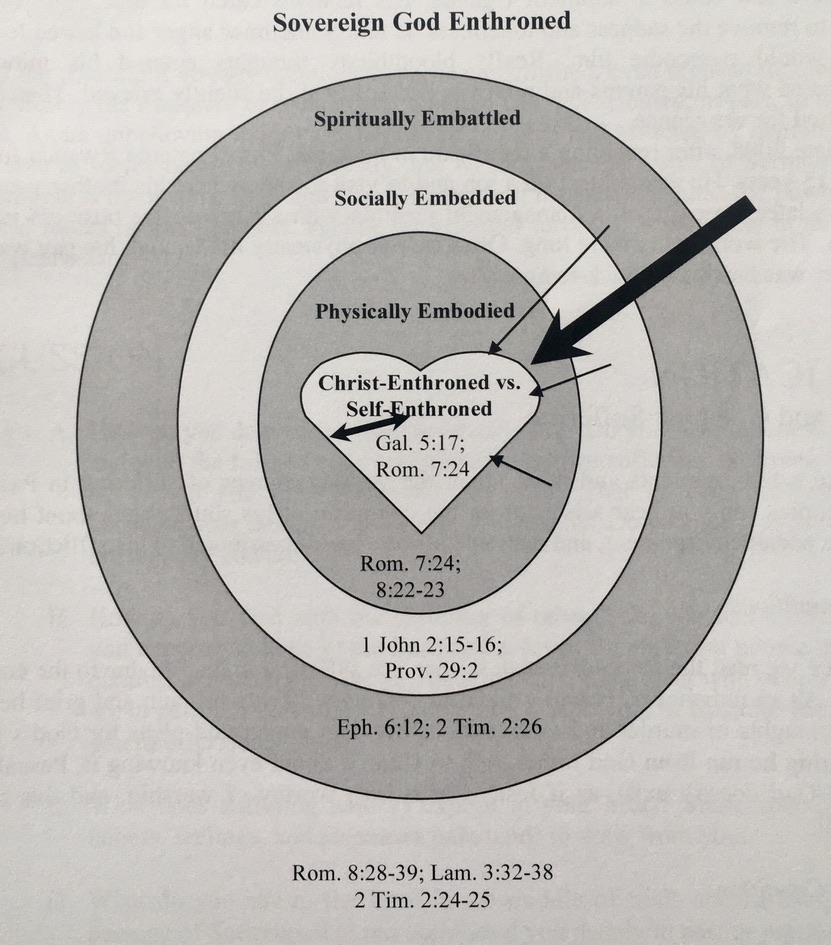 Sovereign God Enthroned
Spiritually Embattled
Socially Embedded
Physically Embodied
Christ-Enthroned vs.
Self-Enthroned
Gal. 5:17;
Rom. 7:24
Rom. 7:24;
8:22-23
1 John 2:15-16;
Prov. 29:2
Eph. 6:12; 2 Tim. 2:26
Rom. 8:28-39; Lam. 3:32-38
2 Tim. 2:24-25